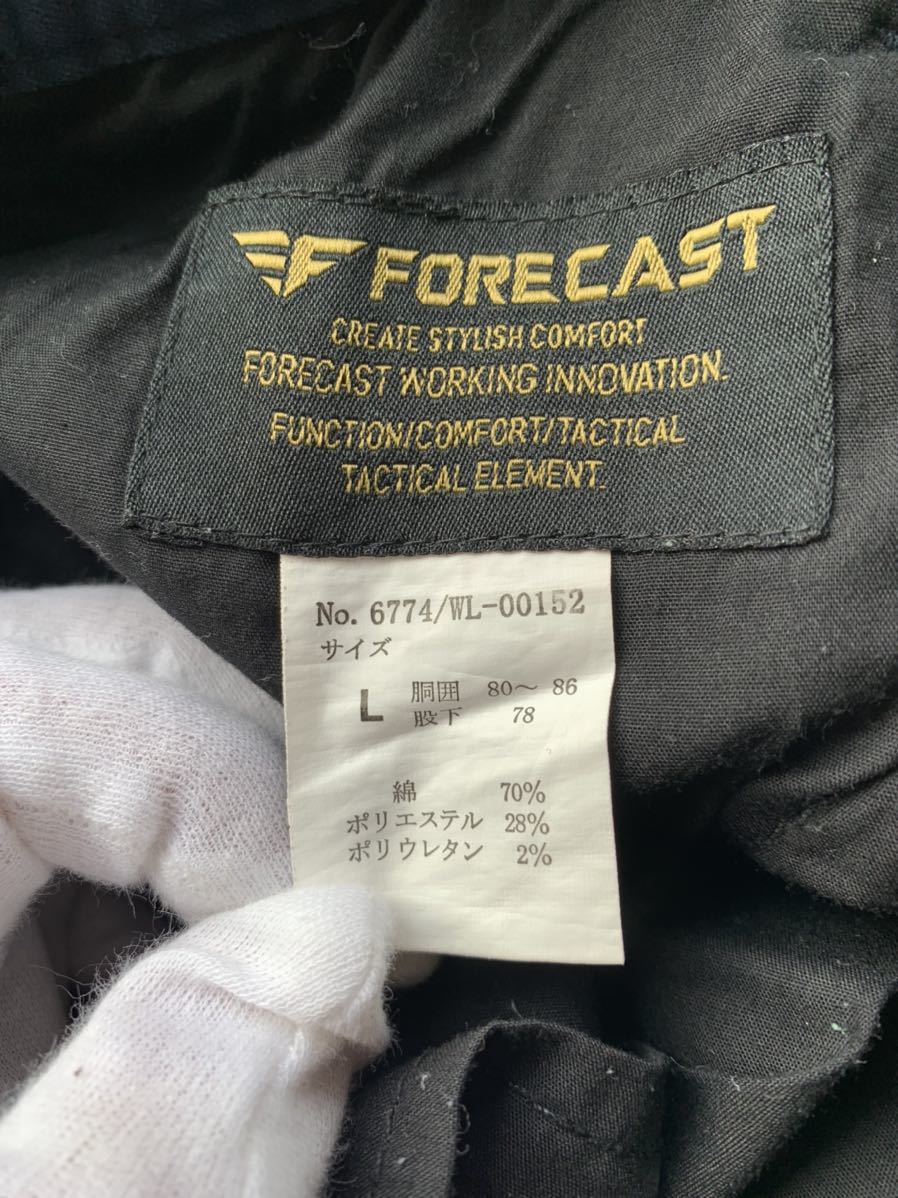 F FORECAST
CREATE STYLISH COMFORT
FORECAST WORKING INNOVATION.
FUNCTION/COMFORT/TACTICAL
TACTICAL ELEMENT.
No. 6774/WL-00152
サイズ
L 胴囲 80～ 86
股下 78
綿 70%
ポリエステル 28%
ポリウレタン 2%